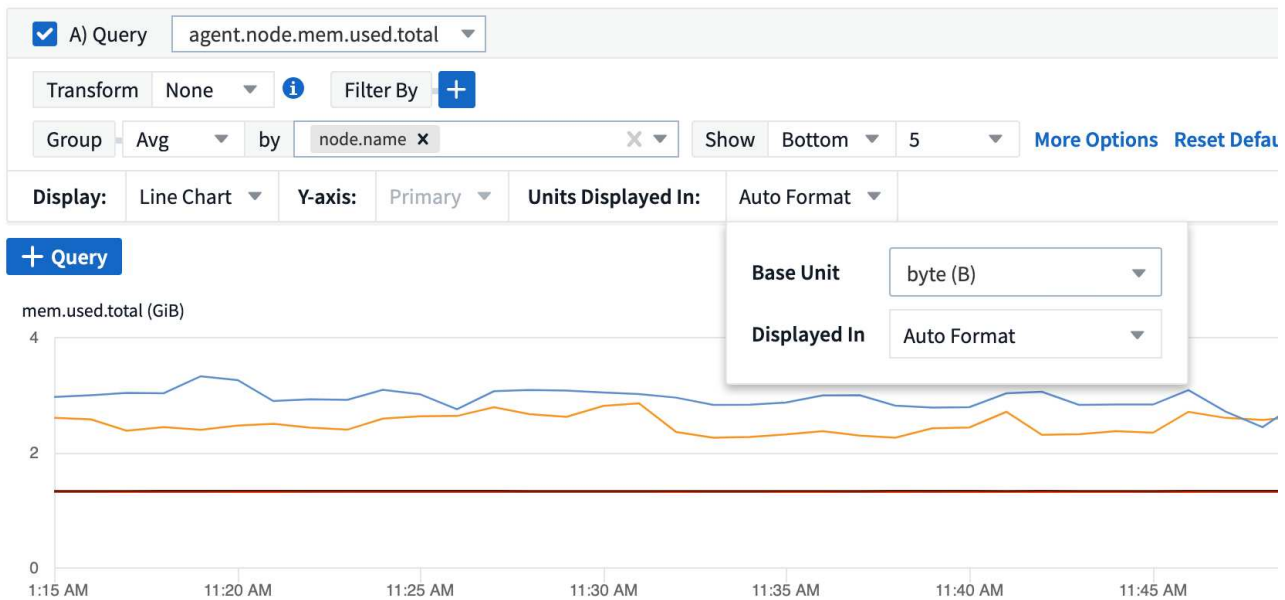 A) Query agent.node.mem.used.total
Transform None i Filter By +
Group Avg by node.name × Show Bottom 5 More Options Reset Defau
Display: Line Chart Y-axis: Primary Units Displayed In: Auto Format
+ Query
Base Unit byte (B)
Displayed In Auto Format
mem.used.total (GiB)
4
2
0
1:15 AM 11:20 AM 11:25 AM 11:30 AM 11:35 AM 11:40 AM 11:45 AM